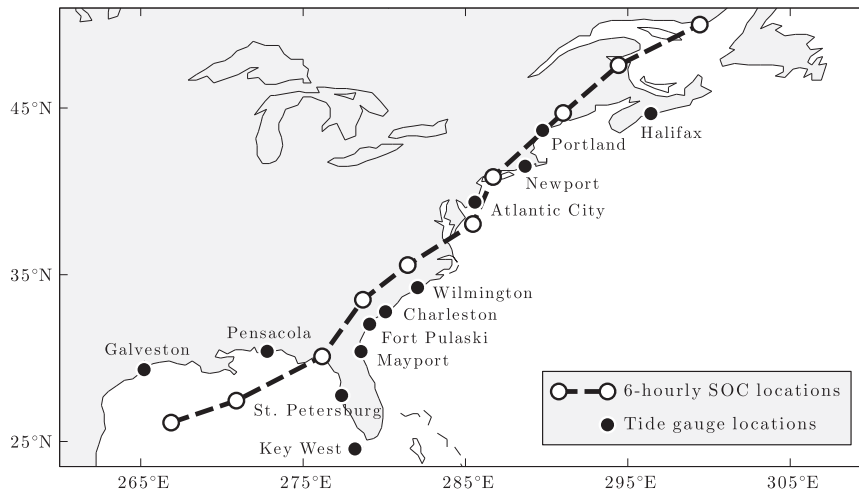 45°N
Halifax
Portland
Newport
Atlantic City
35°N
Wilmington
Charleston
Pensacola
Fort Pulaski
Galveston
Mayport
6-hourly SOC locations
St. Petersburg
Tide gauge locations
25°N
Key West
265°E 275°E 285°E 295°E 305°E